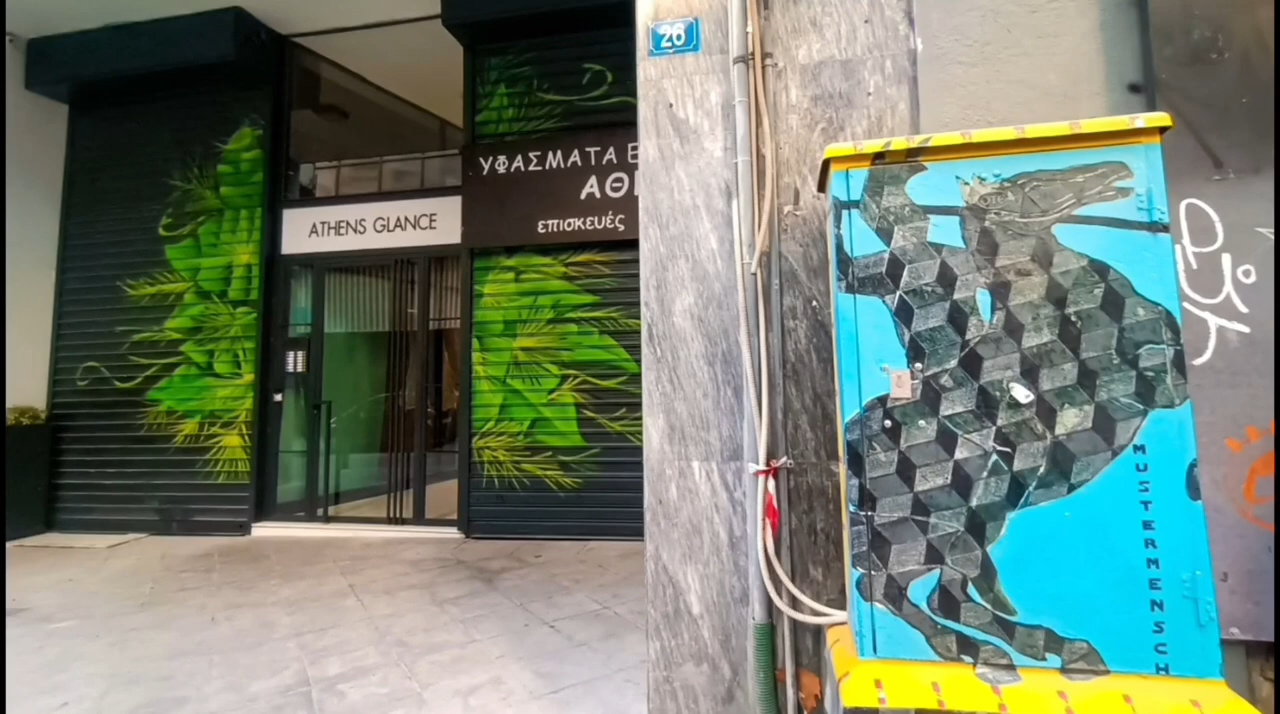 26
ΥΦΑΣΜΑΤΑ Ε
ΑΘ
ATHENS GLANCE
επισκευές
MUSTERMENSCH